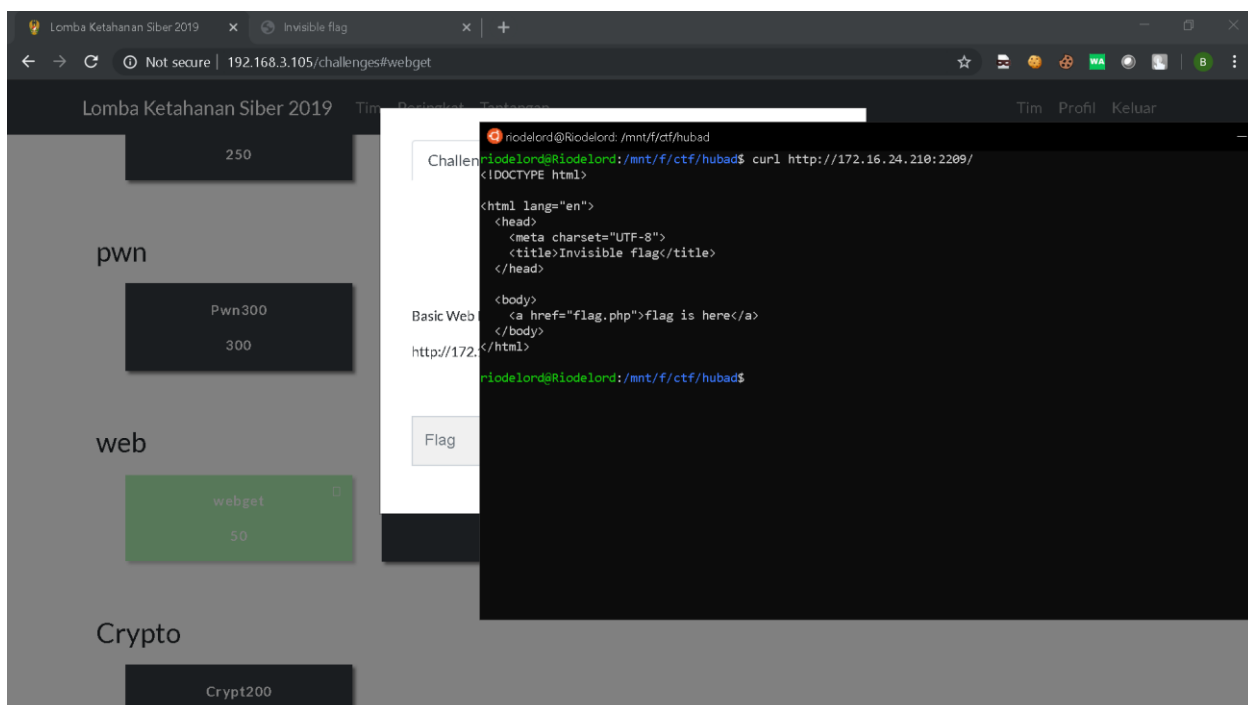 Lomba Ketahanan Siber 2019
Invisible flag
Not secure | 192.168.3.105/challenges#webget
WA
B
Lomba Ketahanan Siber 2019 Tim Peringkat Tantangan
Tim Profil Keluar
250
pwn
Pwn300
300
web
webget
50
Crypto
Crypt200
Challen
Basic Web
http://172.
Flag
riodelord@Riodelord: /mnt/f/ctf/hubad
riodelord@Riodelord:/mnt/f/ctf/hubad$ curl http://172.16.24.210:2209/
<!DOCTYPE html>
<html lang="en">
<head>
<meta charset="UTF-8">
<title>Invisible flag</title>
</head>
<body>
<a href="flag.php">flag is here</a>
</body>
</html>
riodelord@Riodelord:/mnt/f/ctf/hubad$